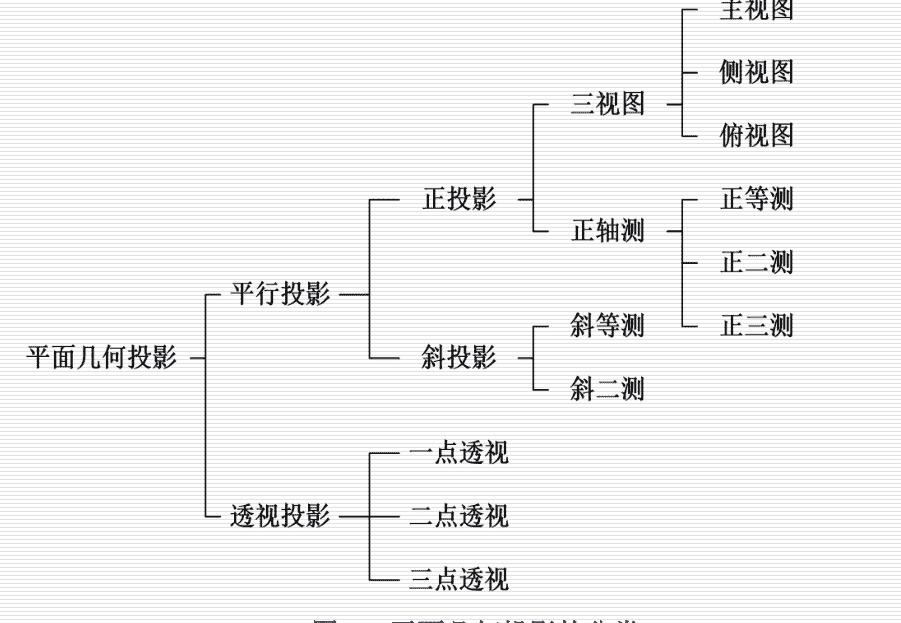 主视图
侧视图
三视图
俯视图
正投影
正等测
正轴测
正二测
平行投影
斜等测
正三测
平面几何投影
斜投影
斜二测
一点透视
透视投影
二点透视
三点透视